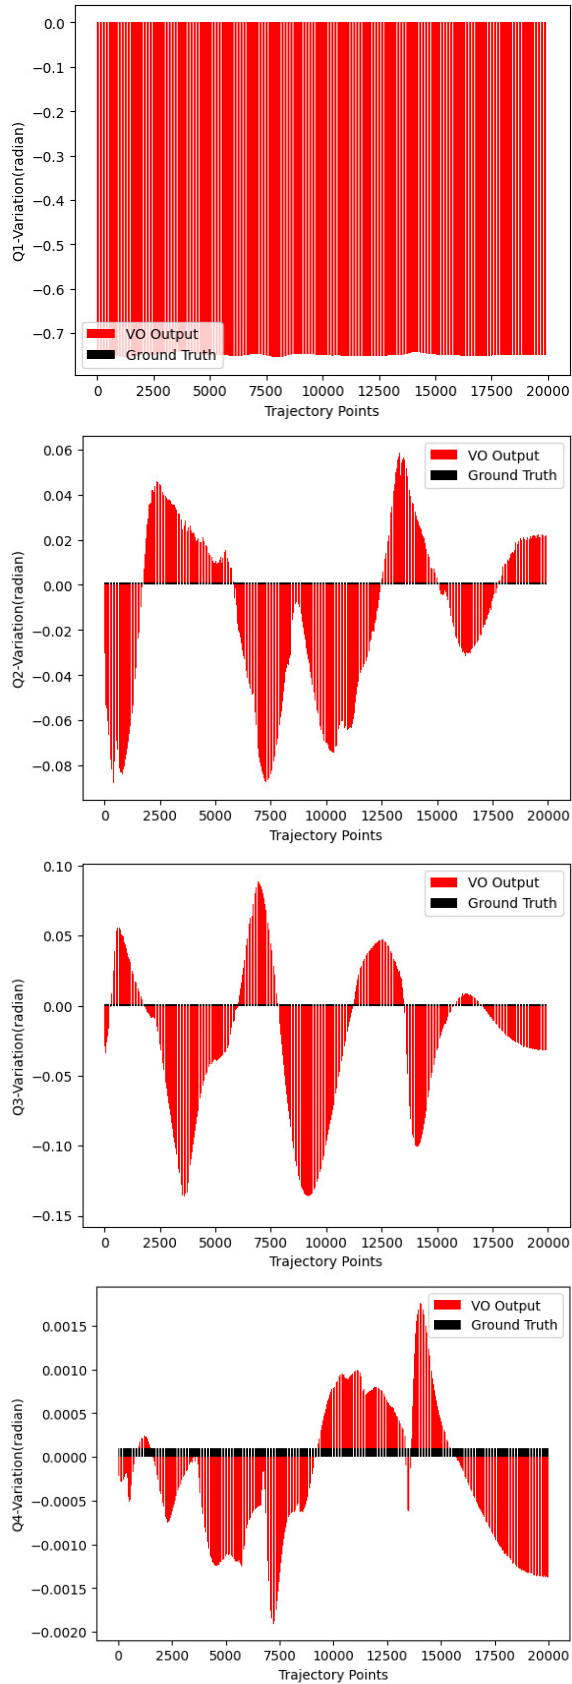 0.0
−0.1
−0.2
−0.3
−0.4
−0.5
−0.6
−0.7
Q1-Variation(radian)
VO Output
Ground Truth
0 2500 5000 7500 10000 12500 15000 17500 20000
Trajectory Points
0.06
0.04
0.02
0.00
−0.02
−0.04
−0.06
−0.08
Q2-Variation(radian)
VO Output
Ground Truth
0 2500 5000 7500 10000 12500 15000 17500 20000
Trajectory Points
0.10
0.05
0.00
−0.05
−0.10
−0.15
Q3-Variation(radian)
VO Output
Ground Truth
0 2500 5000 7500 10000 12500 15000 17500 20000
Trajectory Points
0.0015
0.0010
0.0005
0.0000
−0.0005
−0.0010
−0.0015
−0.0020
Q4-Variation(radian)
VO Output
Ground Truth
0 2500 5000 7500 10000 12500 15000 17500 20000
Trajectory Points